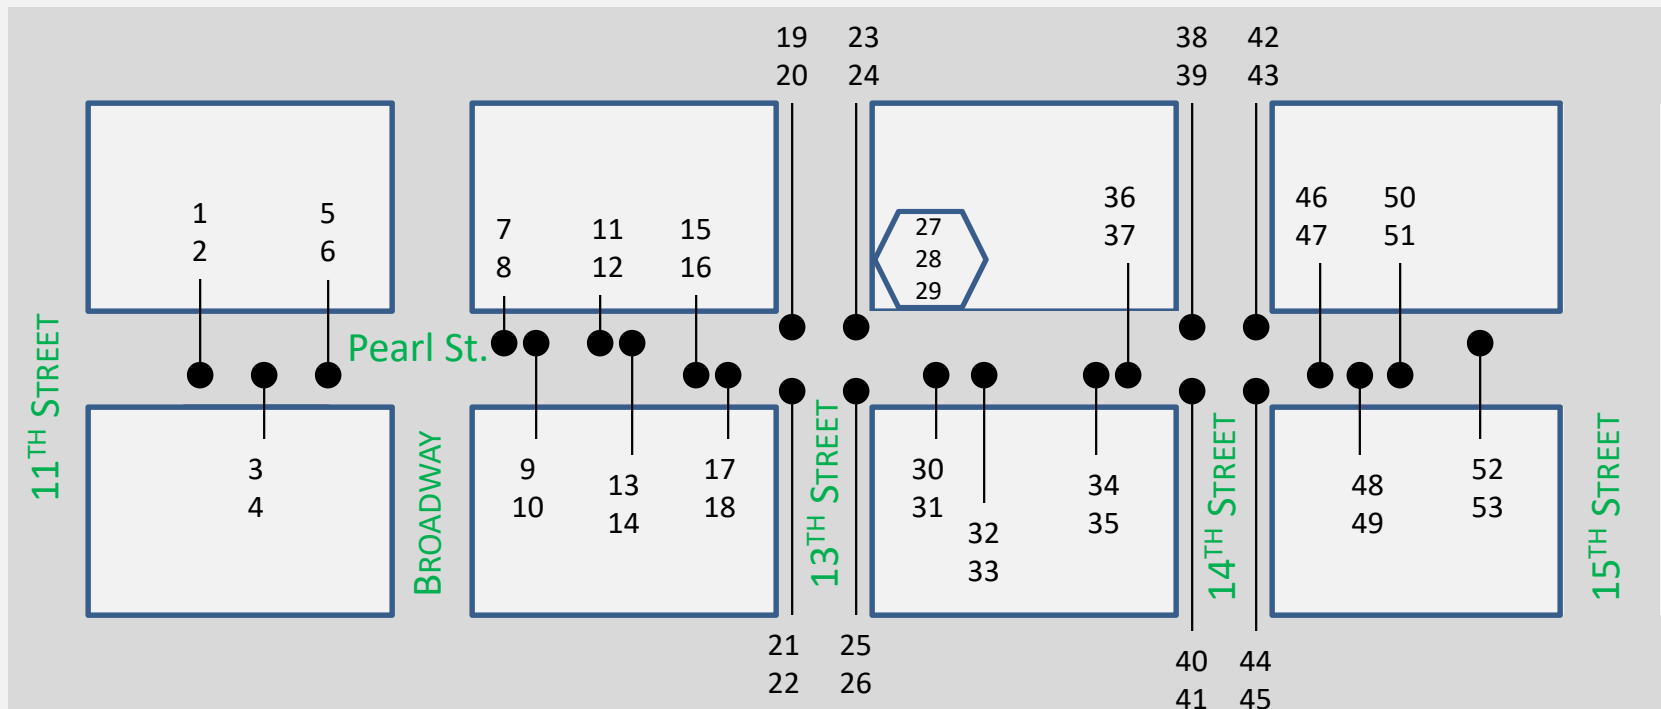 19 23 38 42
20 24 39 43
1 5 7 11 15 27 36 46 50
2 6 8 12 16 28 37 47 51
29
Pearl St.
11TH STREET
BROADWAY
13TH STREET
14TH STREET
15TH STREET
3 9 13 17 30 32 34 48 52
4 10 14 18 31 33 35 49 53
21 25 40 44
22 26 41 45